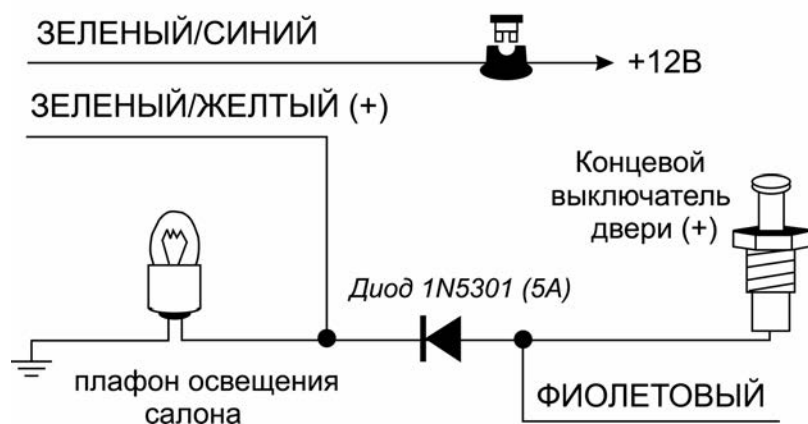 ЗЕЛЕНЫЙ/СИНИЙ
+12В
ЗЕЛЕНЫЙ/ЖЕЛТЫЙ (+)
Концевой
выключатель
двери (+)
Диод 1N5301 (5А)
плафон освещения
салона
ФИОЛЕТОВЫЙ